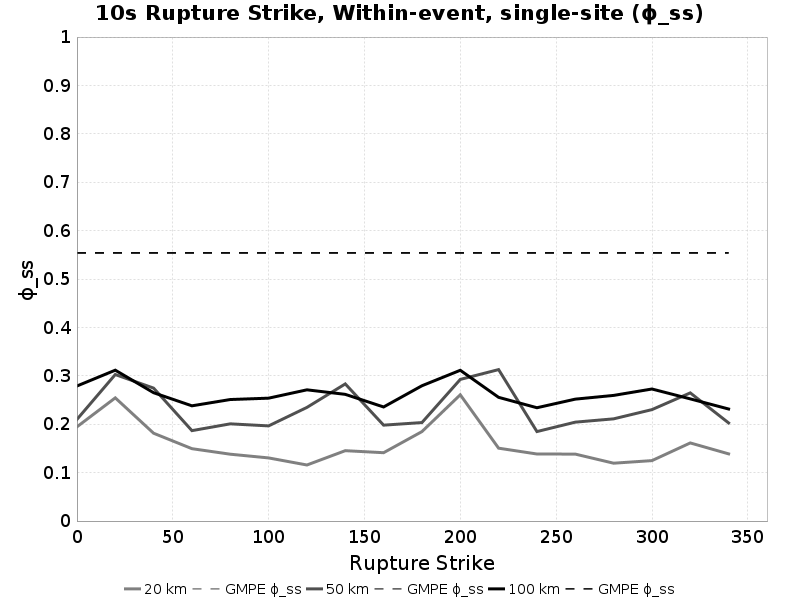 10s Rupture Strike, Within-event, single-site (ϕ_ss)
1
0.9
0.8
0.7
0.6
0.5
0.4
0.3
0.2
0.1
0
ϕ_ss
0 50 100 150 200 250 300 350
Rupture Strike
20 km GMPE ϕ_ss 50 km GMPE ϕ_ss 100 km GMPE ϕ_ss